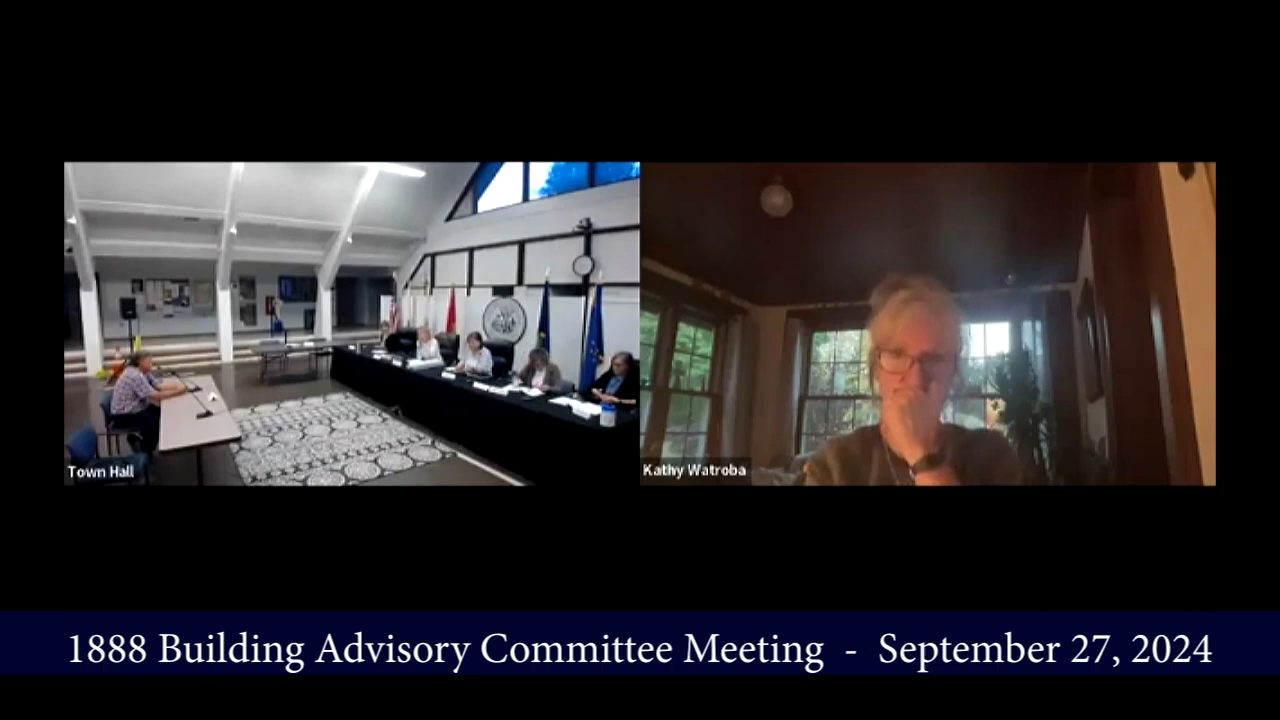 Town Hall
Kathy Watroba
1888 Building Advisory Committee Meeting - September 27, 2024